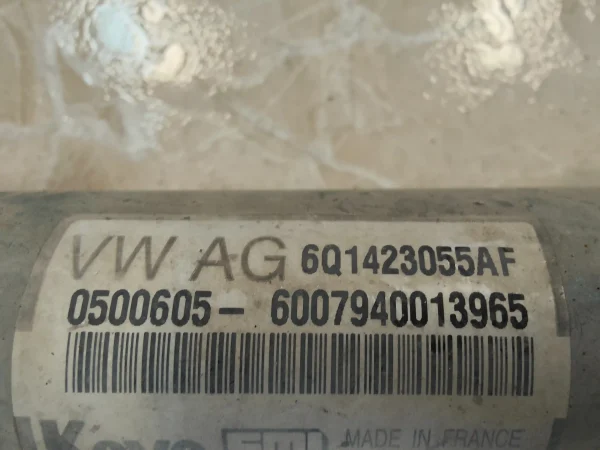 VW AG 6Q1423055AF
0500605- 6007940013965
MADE IN FRANCE